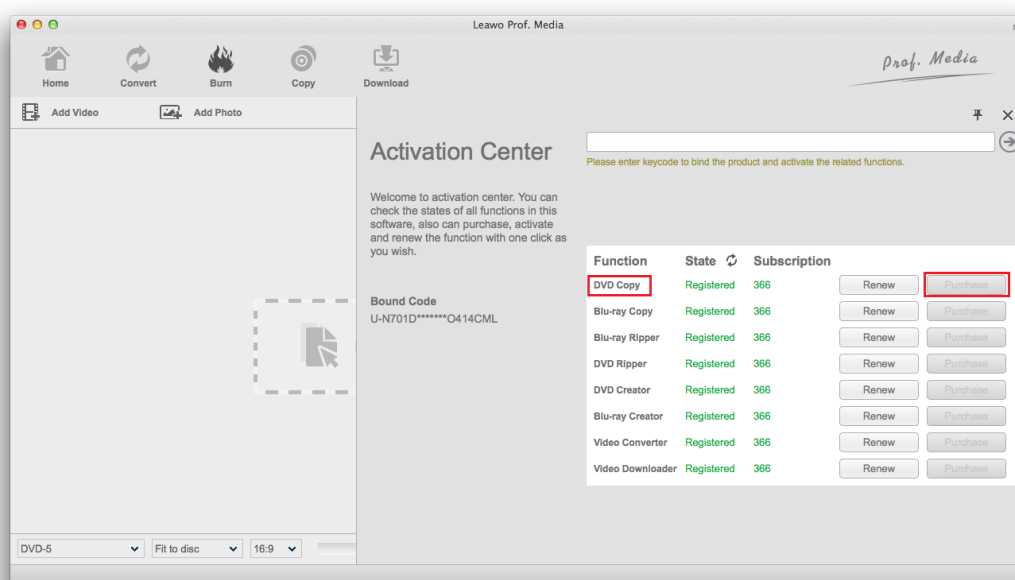 Leawo Prof. Media
Home Convert Burn Copy Download
Prof. Media
Add Video Add Photo
Activation Center
Welcome to activation center. You can
check the states of all functions in this
software, also can purchase, activate
and renew the function with one click as
you wish.
Bound Code
U-N701D*******O414CML
Please enter keycode to bind the product and activate the related functions.
Function State Subscription
DVD Copy Registered 366 Renew Purchase
Blu-ray Copy Registered 366 Renew Purchase
Blu-ray Ripper Registered 366 Renew Purchase
DVD Ripper Registered 366 Renew Purchase
DVD Creator Registered 366 Renew Purchase
Blu-ray Creator Registered 366 Renew Purchase
Video Converter Registered 366 Renew Purchase
Video Downloader Registered 366 Renew Purchase
DVD-5 Fit to disc 16:9